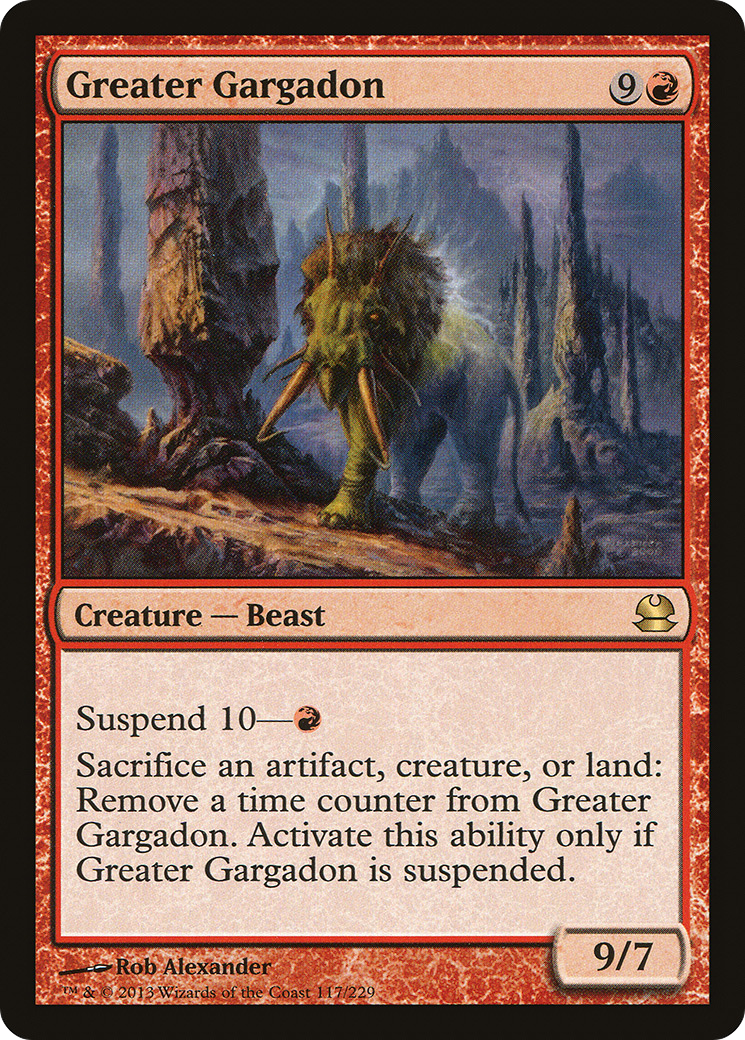 Greater Gargadon 9
Creature — Beast
Suspend 10—
Sacrifice an artifact, creature, or land:
Remove a time counter from Greater
Gargadon. Activate this ability only if
Greater Gargadon is suspended.
9/7
Rob Alexander
™ & © 2013 Wizards of the Coast 117/229